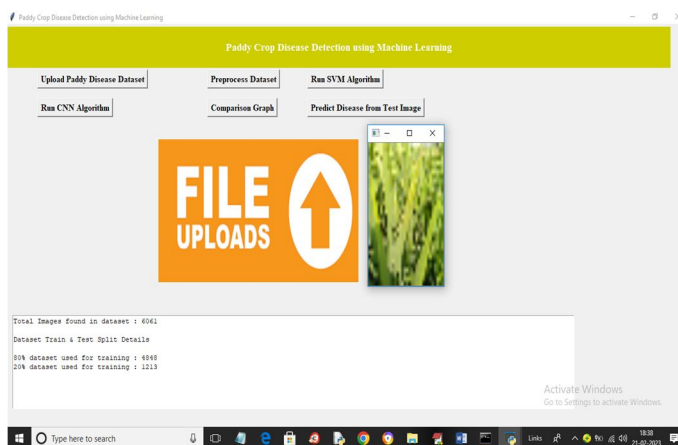 Paddy Crop Disease Detection using Machine Learning
Paddy Crop Disease Detection using Machine Learning
Upload Paddy Disease Dataset
Preprocess Dataset
Run SVM Algorithm
Run CNN Algorithm
Comparison Graph
Predict Disease from Test Image
FILE
UPLOADS
Total Images found in dataset : 6061
Dataset Train & Test Split Details
80% dataset used for training : 4848
20% dataset used for training : 1213
Activate Windows
Go to Settings to activate Windows.
Type here to search
Links
18:38
21-02-2023